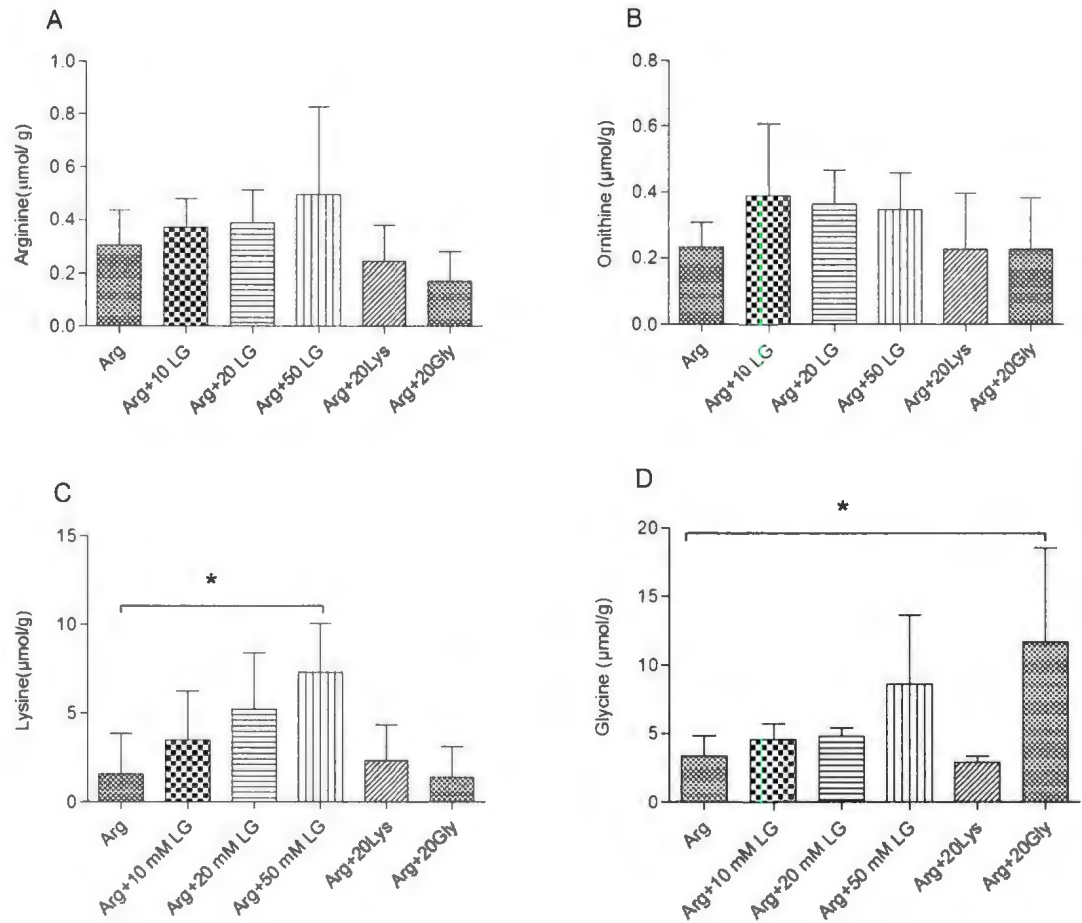 A
Arginine(µmol/ g)
1.0
0.8
0.6
0.4
0.2
0.0
Arg
Arg+10 LG
Arg+20 LG
Arg+50 LG
Arg+20Lys
Arg+20Gly
B
Ornithine (µmol/g)
0.8
0.6
0.4
0.2
0.0
Arg
Arg+10 LG
Arg+20 LG
Arg+50 LG
Arg+20Lys
Arg+20Gly
C
Lysine(µmol/g)
15
10
5
0
*
Arg
Arg+10 mM LG
Arg+20 mM LG
Arg+50 mM LG
Arg+20Lys
Arg+20Gly
D
Glycine (µmol/g)
20
15
10
5
0
*
Arg
Arg+10 mM LG
Arg+20 mM LG
Arg+50 mM LG
Arg+20Lys
Arg+20Gly